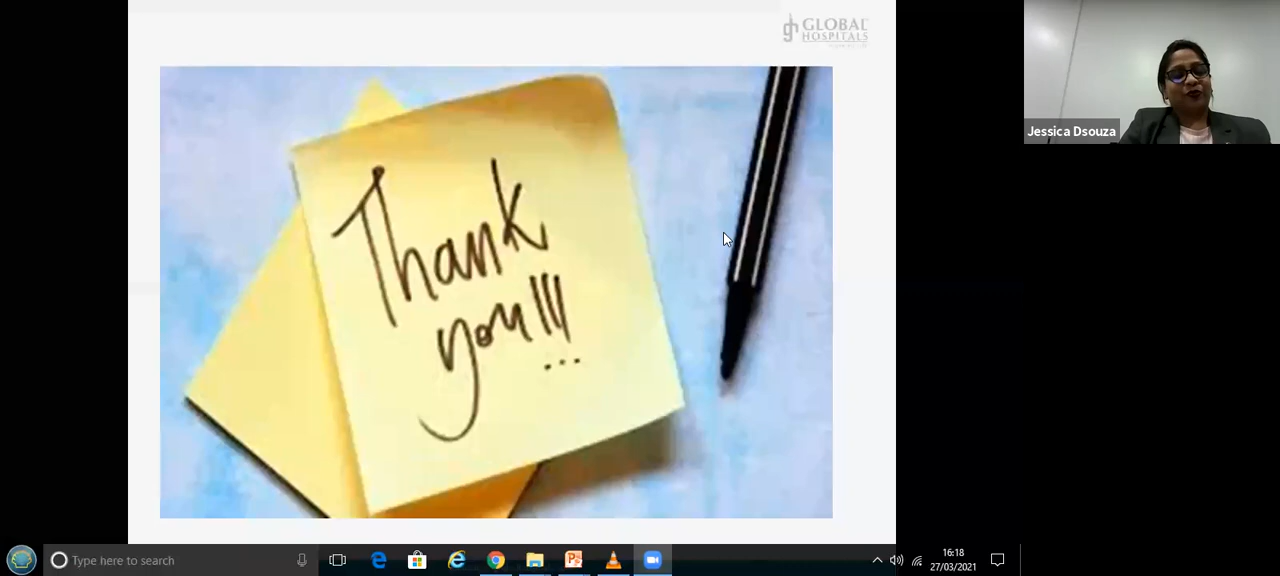 GLOBAL
HOSPITALS
Thank
you!!!
...
Jessica Dsouza
Type here to search
16:18
27/03/2021